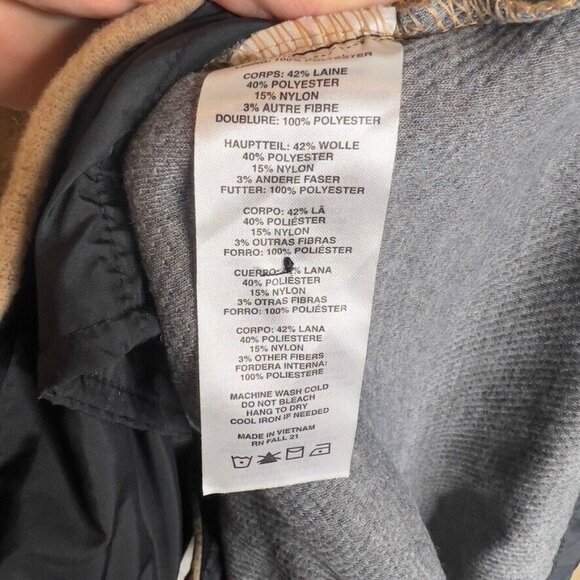 100% POLYESTER
CORPS: 42% LAINE
40% POLYESTER
15% NYLON
3% AUTRE FIBRE
DOUBLURE: 100% POLYESTER
HAUPTTEIL: 42% WOLLE
40% POLYESTER
15% NYLON
3% ANDERE FASER
FUTTER: 100% POLYESTER
CORPO: 42% LÃ
40% POLIÉSTER
15% NYLON
3% OUTRAS FIBRAS
FORRO: 100% POLIÉSTER
CUERPO: LANA
40% POLIÉSTER
15% NYLON
3% OTRAS FIBRAS
FORRO: 100% POLIÉSTER
CORPO: 42% LANA
40% POLIESTERE
15% NYLON
3% OTHER FIBERS
FORDERA INTERNA:
100% POLIESTERE
MACHINE WASH COLD
DO NOT BLEACH
HANG TO DRY
COOL IRON IF NEEDED
MADE IN VIETNAM
RN FALL 21